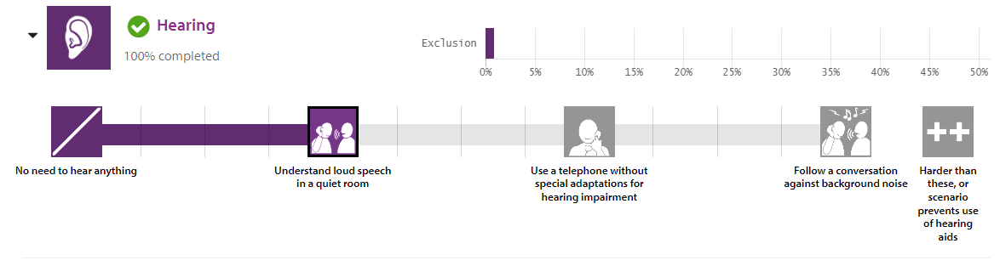 Hearing
100% completed
Exclusion
0% 5% 10% 15% 20% 25% 30% 35% 40% 45% 50%
No need to hear anything
Understand loud speech
in a quiet room
Use a telephone without
special adaptations for
hearing impairment
Follow a conversation
against background noise
++
Harder than
these, or
scenario
prevents use
of hearing
aids